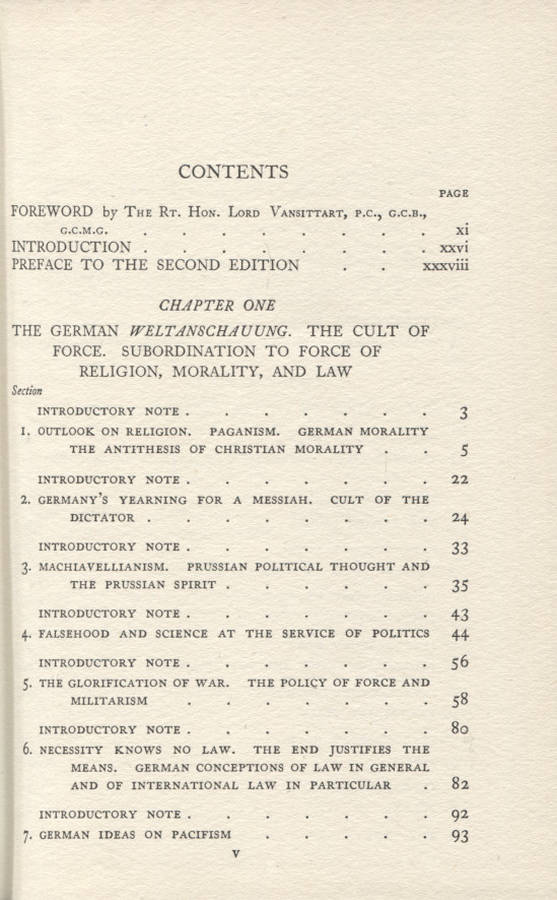 CONTENTS
PAGE
FOREWORD by THE RT. HON. LORD VANSITTART, P.C., G.C.B.,
G.C.M.G. . . . . . . . . xi
INTRODUCTION . . . . . . . . xxvi
PREFACE TO THE SECOND EDITION . . xxxviii
CHAPTER ONE
THE GERMAN WELTANSCHAUUNG. THE CULT OF
FORCE. SUBORDINATION TO FORCE OF
RELIGION, MORALITY, AND LAW
Section
INTRODUCTORY NOTE . . . . . . . 3
1. OUTLOOK ON RELIGION. PAGANISM. GERMAN MORALITY
THE ANTITHESIS OF CHRISTIAN MORALITY . . 5
INTRODUCTORY NOTE . . . . . . . 22
2. GERMANY'S YEARNING FOR A MESSIAH. CULT OF THE
DICTATOR . . . . . . . . 24
INTRODUCTORY NOTE . . . . . . . 33
3. MACHIAVELLIANISM. PRUSSIAN POLITICAL THOUGHT AND
THE PRUSSIAN SPIRIT . . . . . . 35
INTRODUCTORY NOTE . . . . . . . 43
4. FALSEHOOD AND SCIENCE AT THE SERVICE OF POLITICS 44
INTRODUCTORY NOTE . . . . . . . 56
5. THE GLORIFICATION OF WAR. THE POLICY OF FORCE AND
MILITARISM . . . . . . . 58
INTRODUCTORY NOTE . . . . . . . 80
6. NECESSITY KNOWS NO LAW. THE END JUSTIFIES THE
MEANS. GERMAN CONCEPTIONS OF LAW IN GENERAL
AND OF INTERNATIONAL LAW IN PARTICULAR . 82
INTRODUCTORY NOTE . . . . . . . 92
7. GERMAN IDEAS ON PACIFISM . . . . . 93
v